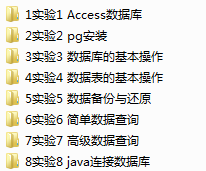 1实验1 Access数据库
2实验2 pg安装
3实验3 数据库的基本操作
4实验4 数据表的基本操作
5实验5 数据备份与还原
6实验6 简单数据查询
7实验7 高级数据查询
8实验8 java连接数据库